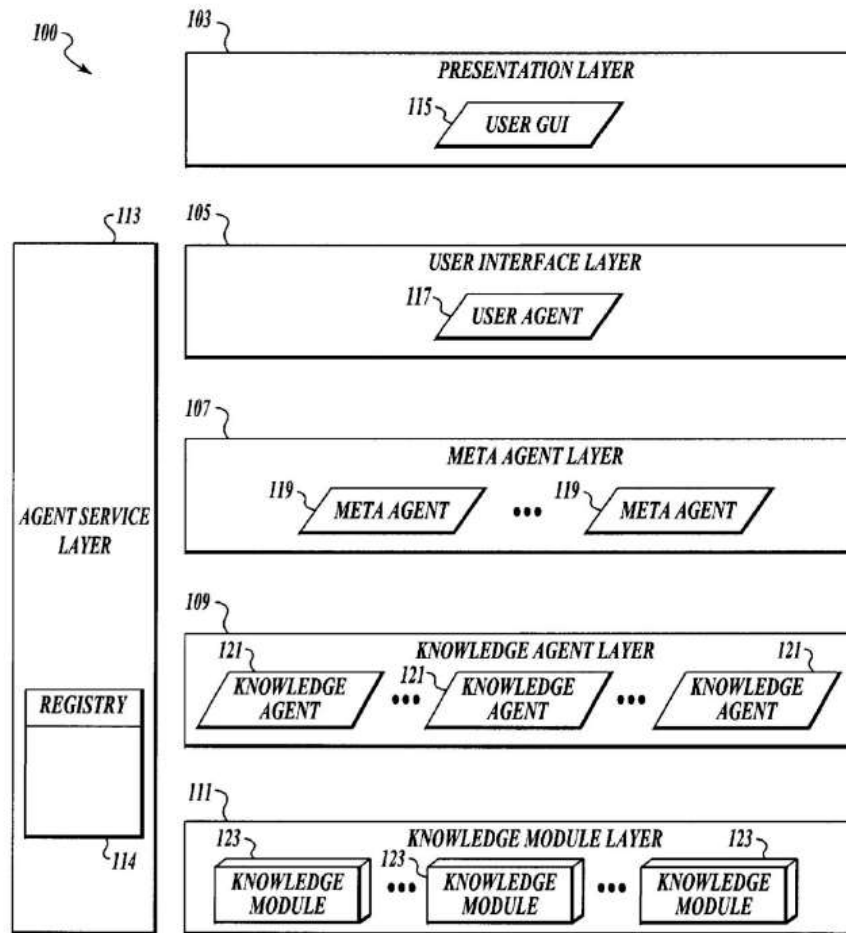 100
103
PRESENTATION LAYER
115
USER GUI
113
105
USER INTERFACE LAYER
117
USER AGENT
107
META AGENT LAYER
119
META AGENT
•••
119
META AGENT
AGENT SERVICE
LAYER
109
KNOWLEDGE AGENT LAYER
121
KNOWLEDGE
AGENT
•••
121
KNOWLEDGE
AGENT
•••
121
KNOWLEDGE
AGENT
REGISTRY
114
111
KNOWLEDGE MODULE LAYER
123
KNOWLEDGE
MODULE
•••
123
KNOWLEDGE
MODULE
•••
123
KNOWLEDGE
MODULE